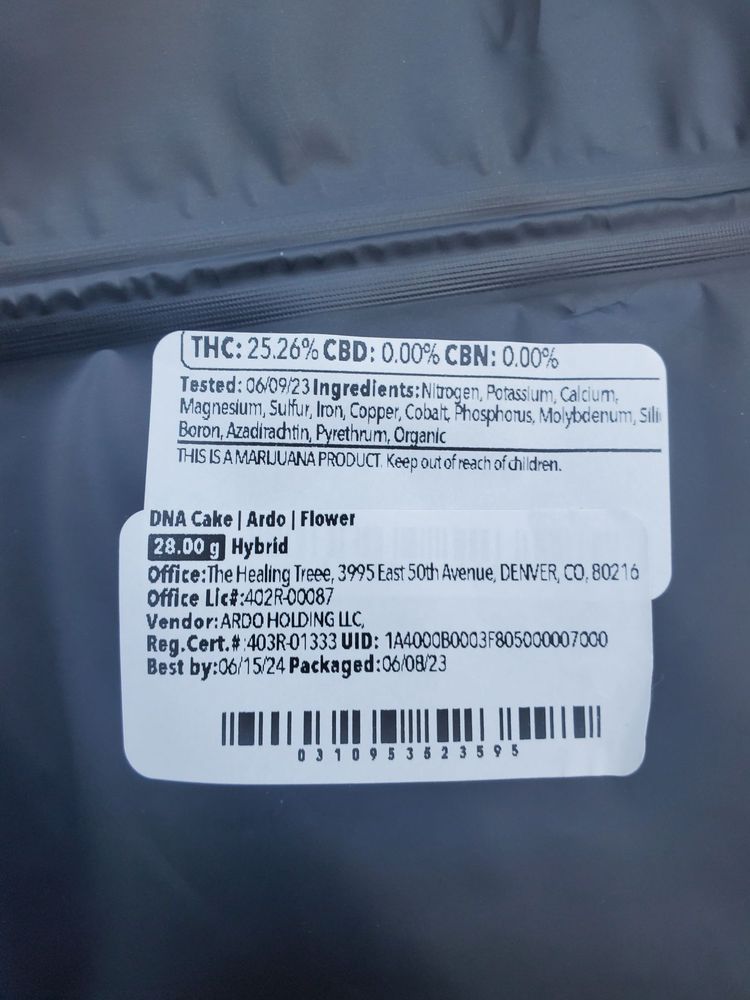 THC: 25.26% CBD: 0.00% CBN: 0.00%
Tested: 06/09/23 Ingredients: Nitrogen, Potassium, Calcium,
Magnesium, Sulfur, Iron, Copper, Cobalt, Phosphorus, Molybdenum, Sili
Boron, Azadirachtin, Pyrethrum, Organic
THIS IS A MARIJUANA PRODUCT. Keep out of reach of children.
DNA Cake | Ardo | Flower
28.00 g Hybrid
Office:The Healing Treee, 3995 East 50th Avenue, DENVER, CO, 80216
Office Lic#:402R-00087
Vendor: ARDO HOLDING LLC,
Reg.Cert.#:403R-01333 UID: 1A4000B0003F805000007000
Best by:06/15/24 Packaged:06/08/23
0310953623595